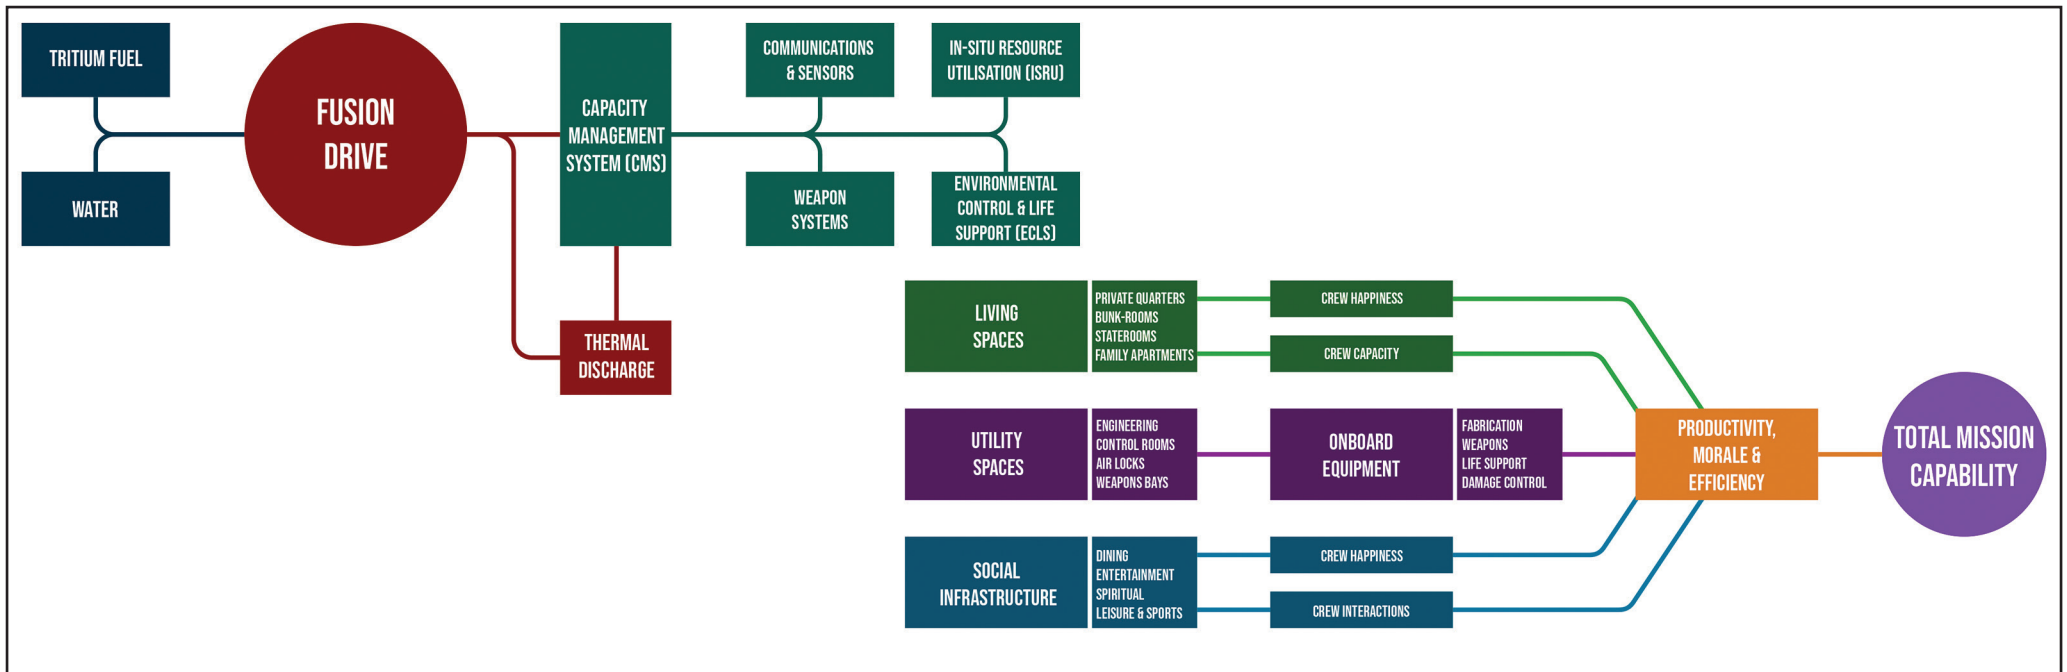 TRITIUM FUEL
WATER
FUSION
DRIVE
CAPACITY
MANAGEMENT
SYSTEM (CMS)
THERMAL
DISCHARGE
COMMUNICATIONS
& SENSORS
WEAPON
SYSTEMS
IN-SITU RESOURCE
UTILISATION (ISRU)
ENVIRONMENTAL
CONTROL & LIFE
SUPPORT (ECLS)
LIVING
SPACES
PRIVATE QUARTERS
BUNK-ROOMS
STATEROOMS
FAMILY APARTMENTS
CREW HAPPINESS
CREW CAPACITY
UTILITY
SPACES
ENGINEERING
CONTROL ROOMS
AIR LOCKS
WEAPONS BAYS
ONBOARD
EQUIPMENT
FABRICATION
WEAPONS
LIFE SUPPORT
DAMAGE CONTROL
SOCIAL
INFRASTRUCTURE
DINING
ENTERTAINMENT
SPIRITUAL
LEISURE & SPORTS
CREW HAPPINESS
CREW INTERACTIONS
PRODUCTIVITY,
MORALE &
EFFICIENCY
TOTAL MISSION
CAPABILITY